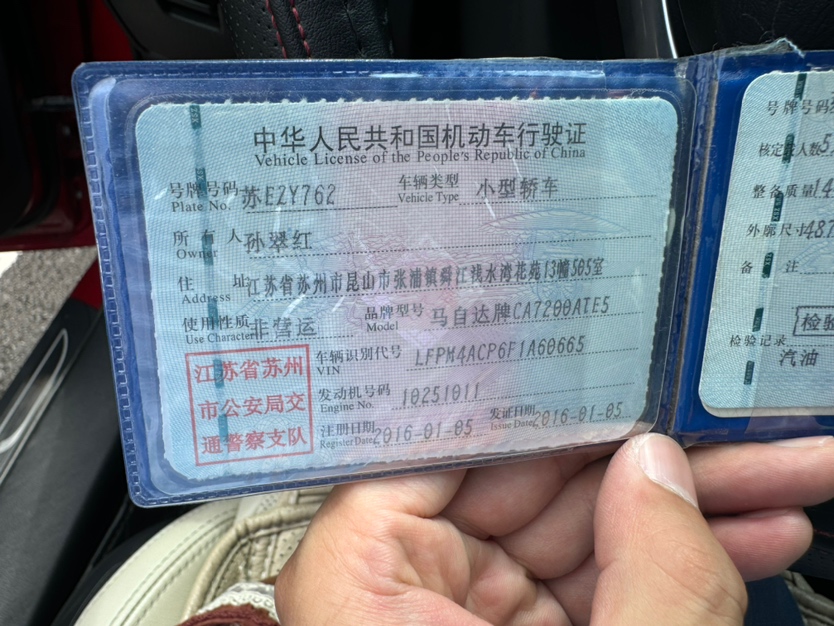 中华人民共和国机动车行驶证
Vehicle License of the People's Republic of China
号牌号码 苏EZY762 车辆类型 小型轿车
Plate No. Vehicle Type
所有人 孙翠红
Owner
住址 江苏省苏州市昆山市张浦镇舜江浅水湾花苑13幢505室
Address
使用性质 非营运 品牌型号 马自达牌CA7200ATE5
Use Character Model
车辆识别代号 LFPM4ACP6F1A60665
VIN
发动机号码 10251011
Engine No.
注册日期 2016-01-05 发证日期 2016-01-05
Register Date Issue Date
江苏省苏州
市公安局交
通警察支队
号牌号码
核定载人数 5
整备质量 14
外廓尺寸 487
备注
检验记录
汽油